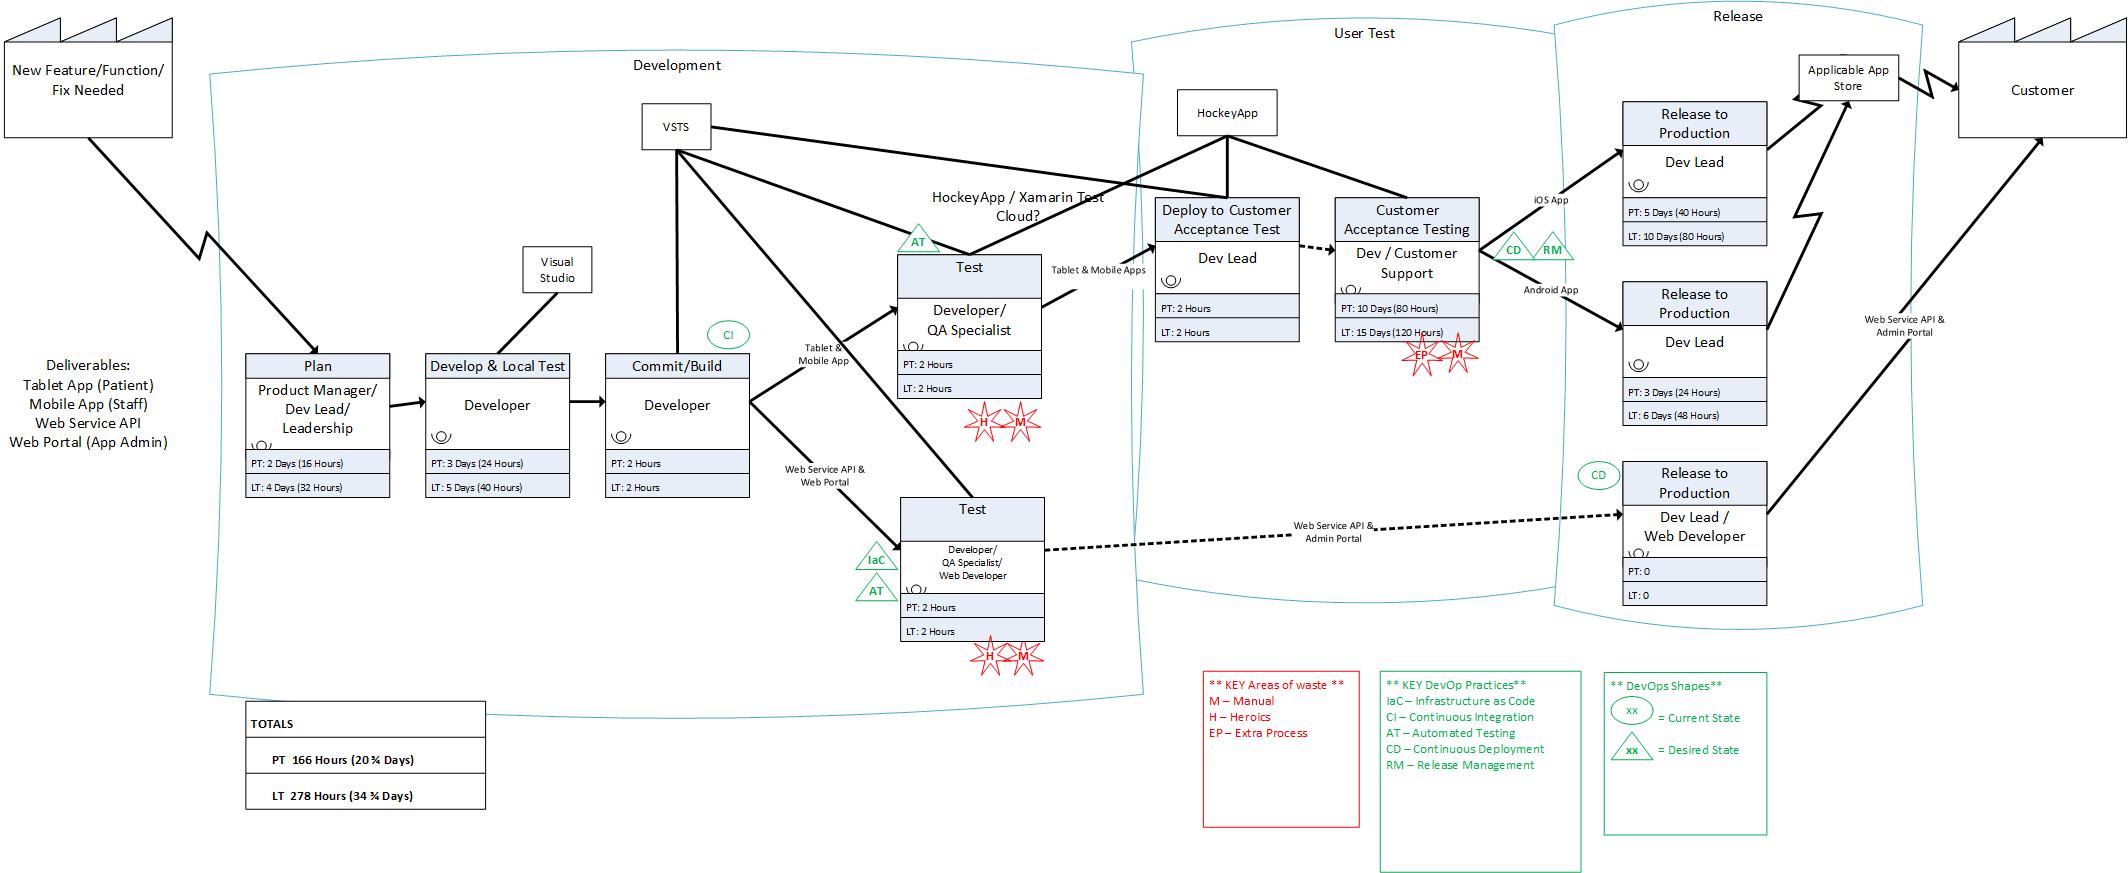 New Feature/Function/
Fix Needed
Deliverables:
Tablet App (Patient)
Mobile App (Staff)
Web Service API
Web Portal (App Admin)
Development
VSTS
Visual
Studio
HockeyApp / Xamarin Test
Cloud?
Plan
Product Manager/
Dev Lead/
Leadership
PT: 2 Days (16 Hours)
LT: 4 Days (32 Hours)
Develop & Local Test
Developer
PT: 3 Days (24 Hours)
LT: 5 Days (40 Hours)
CI
Commit/Build
Developer
PT: 2 Hours
LT: 2 Hours
Tablet &
Mobile App
Web Service API &
Web Portal
AT
Test
Developer/
QA Specialist
PT: 2 Hours
LT: 2 Hours
H
M
IaC
AT
Test
Developer/
QA Specialist/
Web Developer
PT: 2 Hours
LT: 2 Hours
H
M
Tablet & Mobile Apps
User Test
HockeyApp
Deploy to Customer
Acceptance Test
Dev Lead
PT: 2 Hours
LT: 2 Hours
Customer
Acceptance Testing
Dev / Customer
Support
PT: 10 Days (80 Hours)
LT: 15 Days (120 Hours)
EP
M
Web Service API &
Admin Portal
iOS App
CD
RM
Android App
Release
Applicable App
Store
Release to
Production
Dev Lead
PT: 5 Days (40 Hours)
LT: 10 Days (80 Hours)
Release to
Production
Dev Lead
PT: 3 Days (24 Hours)
LT: 6 Days (48 Hours)
CD
Release to
Production
Dev Lead /
Web Developer
PT: 0
LT: 0
Web Service API &
Admin Portal
Customer
TOTALS
PT 166 Hours (20 ¾ Days)
LT 278 Hours (34 ¾ Days)
** KEY Areas of waste **
M – Manual
H – Heroics
EP – Extra Process
** KEY DevOp Practices**
IaC – Infrastructure as Code
CI – Continuous Integration
AT – Automated Testing
CD – Continuous Deployment
RM – Release Management
** DevOps Shapes**
xx = Current State
xx = Desired State